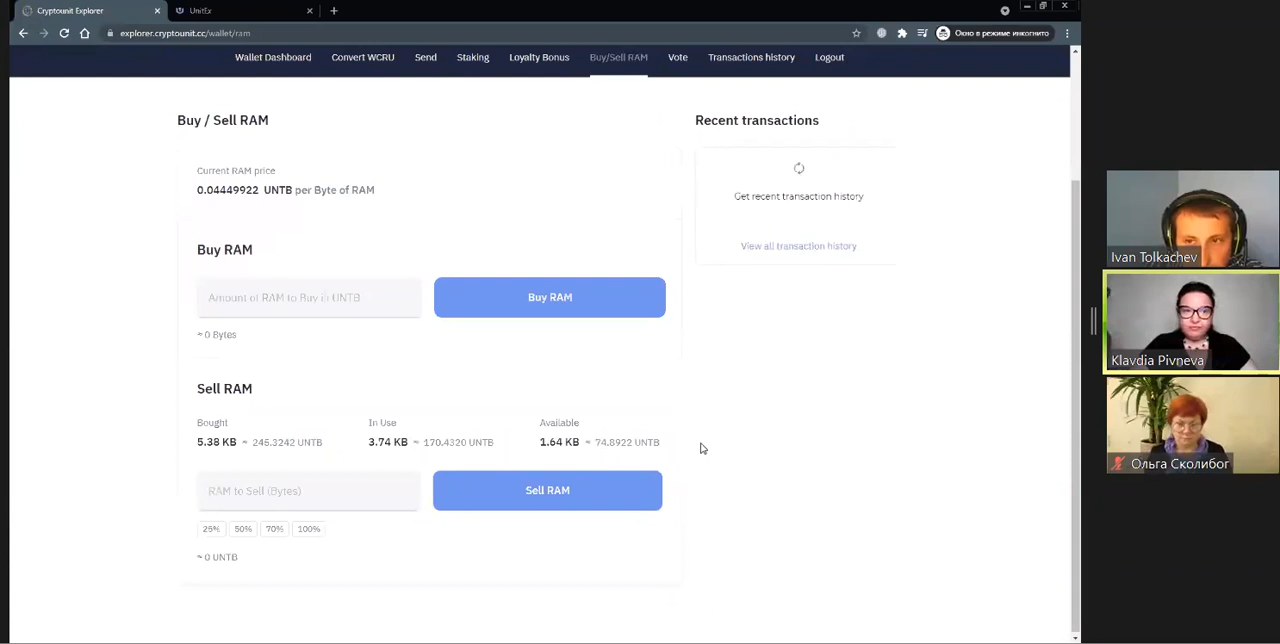 Cryptounit Explorer
UnitEx
explorer.cryptounit.cc/wallet/ram
Окно в режиме инкогнито
Wallet Dashboard
Convert WCRU
Send
Staking
Loyalty Bonus
Buy/Sell RAM
Vote
Transactions history
Logout
Buy / Sell RAM
Current RAM price
0.04449922 UNTB per Byte of RAM
Buy RAM
Amount of RAM to Buy in UNTB
Buy RAM
≈ 0 Bytes
Sell RAM
Bought
5.38 KB ≈ 245.3242 UNTB
In Use
3.74 KB ≈ 170.4320 UNTB
Available
1.64 KB ≈ 74.8922 UNTB
RAM to Sell (Bytes)
Sell RAM
25% 50% 70% 100%
≈ 0 UNTB
Recent transactions
Get recent transaction history
View all transaction history
Ivan Tolkachev
Klavdia Pivneva
Ольга Сколибог